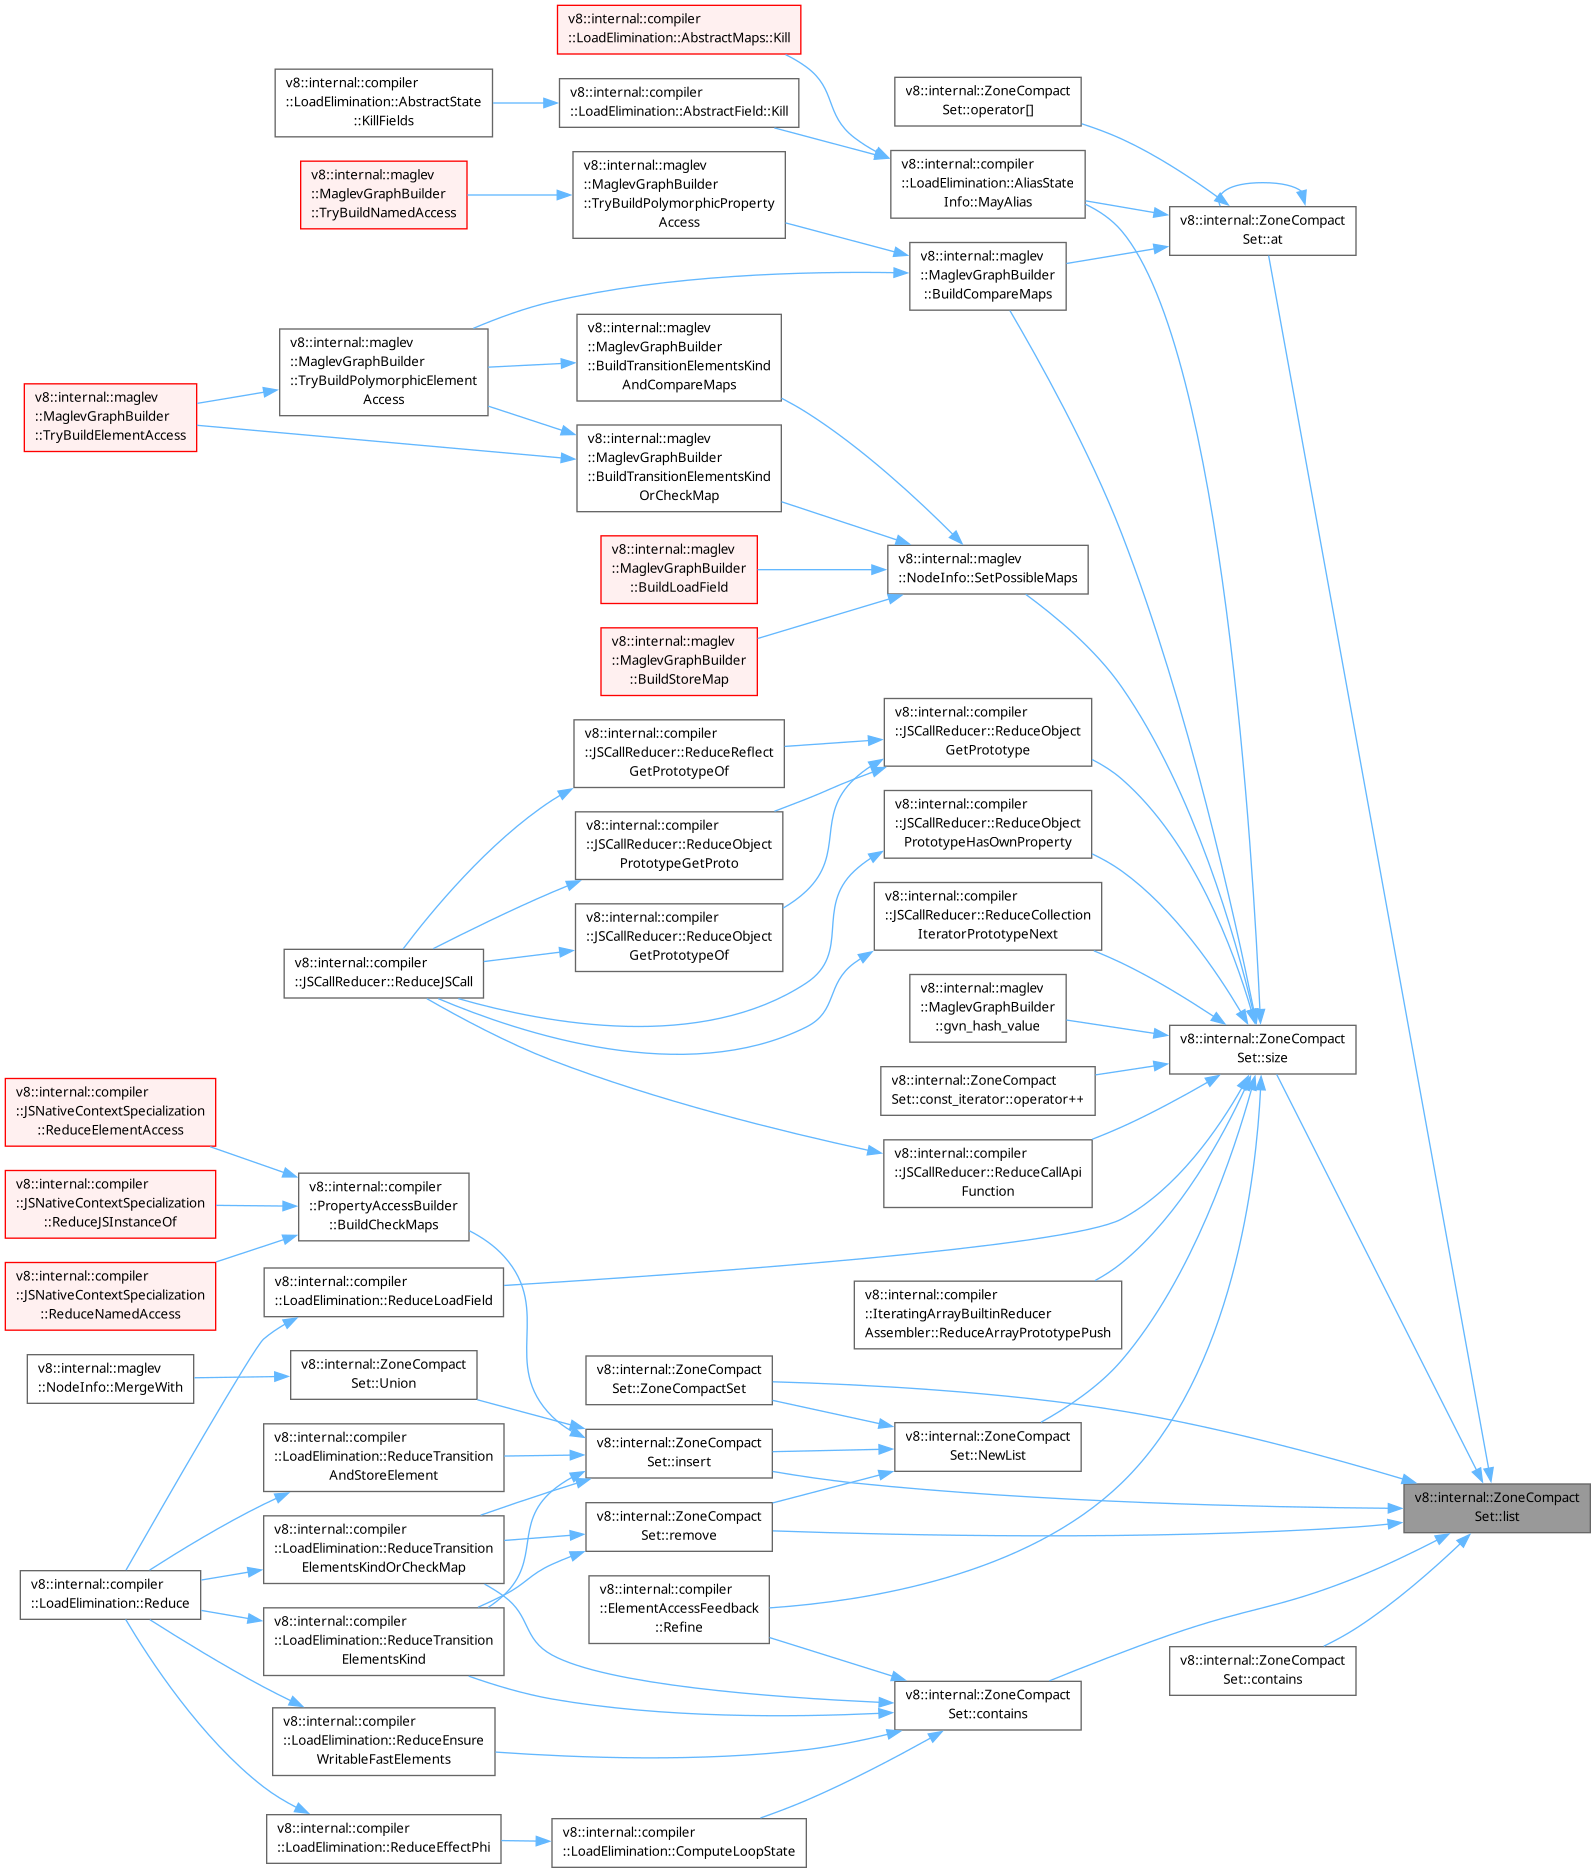 v8::internal::compiler
::LoadElimination::AbstractMaps::Kill
v8::internal::compiler
::LoadElimination::AbstractState
::KillFields
v8::internal::compiler
::LoadElimination::AbstractField::Kill
v8::internal::ZoneCompact
Set::operator[]
v8::internal::maglev
::MaglevGraphBuilder
::TryBuildNamedAccess
v8::internal::maglev
::MaglevGraphBuilder
::TryBuildPolymorphicProperty
Access
v8::internal::compiler
::LoadElimination::AliasState
Info::MayAlias
v8::internal::ZoneCompact
Set::at
v8::internal::maglev
::MaglevGraphBuilder
::BuildCompareMaps
v8::internal::maglev
::MaglevGraphBuilder
::TryBuildPolymorphicElement
Access
v8::internal::maglev
::MaglevGraphBuilder
::BuildTransitionElementsKind
AndCompareMaps
v8::internal::maglev
::MaglevGraphBuilder
::TryBuildElementAccess
v8::internal::maglev
::MaglevGraphBuilder
::BuildTransitionElementsKind
OrCheckMap
v8::internal::maglev
::MaglevGraphBuilder
::BuildLoadField
v8::internal::maglev
::NodeInfo::SetPossibleMaps
v8::internal::maglev
::MaglevGraphBuilder
::BuildStoreMap
v8::internal::compiler
::JSCallReducer::ReduceReflect
GetPrototypeOf
v8::internal::compiler
::JSCallReducer::ReduceObject
GetPrototype
v8::internal::compiler
::JSCallReducer::ReduceObject
PrototypeGetProto
v8::internal::compiler
::JSCallReducer::ReduceObject
PrototypeHasOwnProperty
v8::internal::compiler
::JSCallReducer::ReduceObject
GetPrototypeOf
v8::internal::compiler
::JSCallReducer::ReduceCollection
IteratorPrototypeNext
v8::internal::compiler
::JSCallReducer::ReduceJSCall
v8::internal::maglev
::MaglevGraphBuilder
::gvn_hash_value
v8::internal::ZoneCompact
Set::size
v8::internal::ZoneCompact
Set::const_iterator::operator++
v8::internal::compiler
::JSNativeContextSpecialization
::ReduceElementAccess
v8::internal::compiler
::JSCallReducer::ReduceCallApi
Function
v8::internal::compiler
::JSNativeContextSpecialization
::ReduceJSInstanceOf
v8::internal::compiler
::PropertyAccessBuilder
::BuildCheckMaps
v8::internal::compiler
::JSNativeContextSpecialization
::ReduceNamedAccess
v8::internal::compiler
::LoadElimination::ReduceLoadField
v8::internal::compiler
::IteratingArrayBuiltinReducer
Assembler::ReduceArrayPrototypePush
v8::internal::maglev
::NodeInfo::MergeWith
v8::internal::ZoneCompact
Set::Union
v8::internal::ZoneCompact
Set::ZoneCompactSet
v8::internal::compiler
::LoadElimination::ReduceTransition
AndStoreElement
v8::internal::ZoneCompact
Set::insert
v8::internal::ZoneCompact
Set::NewList
v8::internal::ZoneCompact
Set::list
v8::internal::compiler
::LoadElimination::ReduceTransition
ElementsKindOrCheckMap
v8::internal::ZoneCompact
Set::remove
v8::internal::compiler
::LoadElimination::Reduce
v8::internal::compiler
::ElementAccessFeedback
::Refine
v8::internal::compiler
::LoadElimination::ReduceTransition
ElementsKind
v8::internal::ZoneCompact
Set::contains
v8::internal::ZoneCompact
Set::contains
v8::internal::compiler
::LoadElimination::ReduceEnsure
WritableFastElements
v8::internal::compiler
::LoadElimination::ReduceEffectPhi
v8::internal::compiler
::LoadElimination::ComputeLoopState